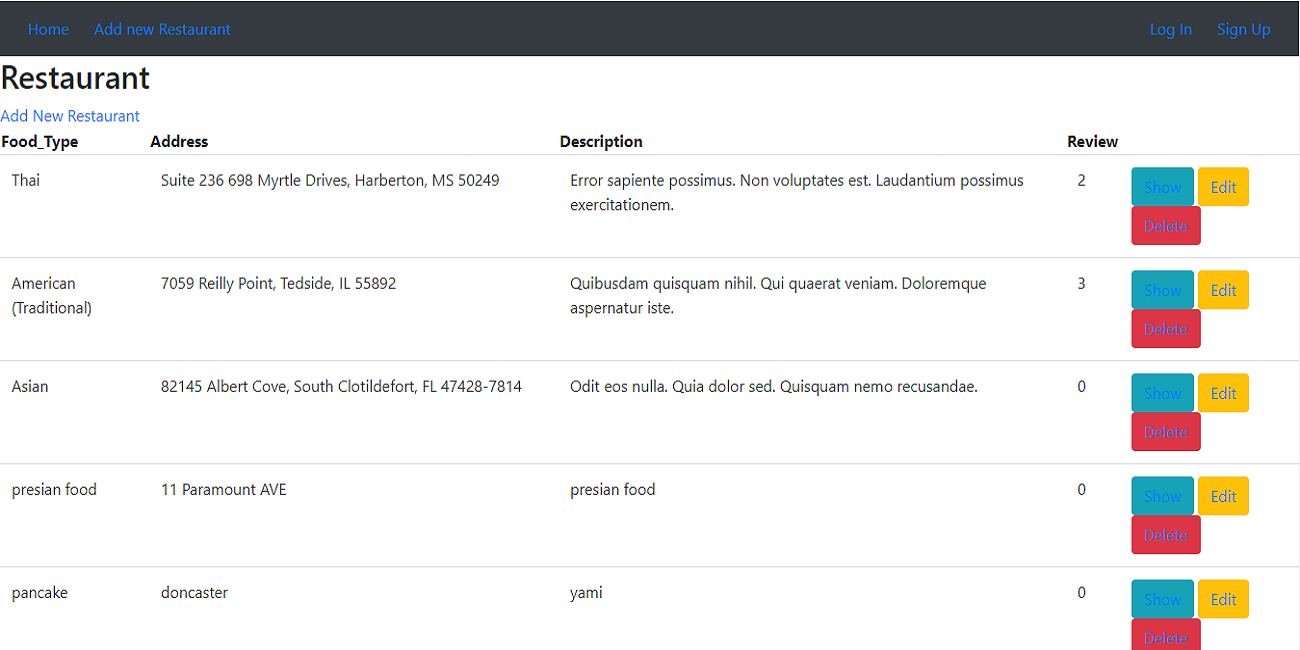 Home Add new Restaurant Log In Sign Up
Restaurant
Add New Restaurant
Food_Type Address Description Review
Thai Suite 236 698 Myrtle Drives, Harberton, MS 50249 Error sapiente possimus. Non voluptates est. Laudantium possimus 2 Show Edit
exercitationem.
Delete
American 7059 Reilly Point, Tedside, IL 55892 Quibusdam quisquam nihil. Qui quaerat veniam. Doloremque 3 Show Edit
(Traditional) aspernatur iste.
Delete
Asian 82145 Albert Cove, South Clotildefort, FL 47428-7814 Odit eos nulla. Quia dolor sed. Quisquam nemo recusandae. 0 Show Edit
Delete
presian food 11 Paramount AVE presian food 0 Show Edit
Delete
pancake doncaster yami 0 Show Edit
Delete